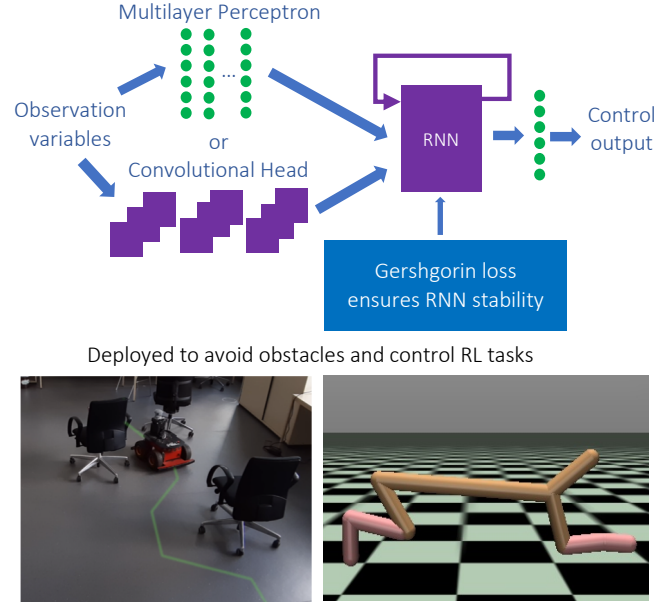 Multilayer Perceptron
...
Observation
variables
or
Convolutional Head
RNN
Control
output
Gershgorin loss
ensures RNN stability
Deployed to avoid obstacles and control RL tasks